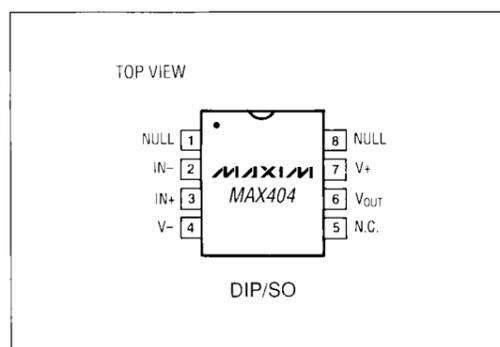 TOP VIEW
NULL 1 8 NULL
IN- 2 MAXIM 7 V+
IN+ 3 MAX404 6 VOUT
V- 4 5 N.C.
DIP/SO